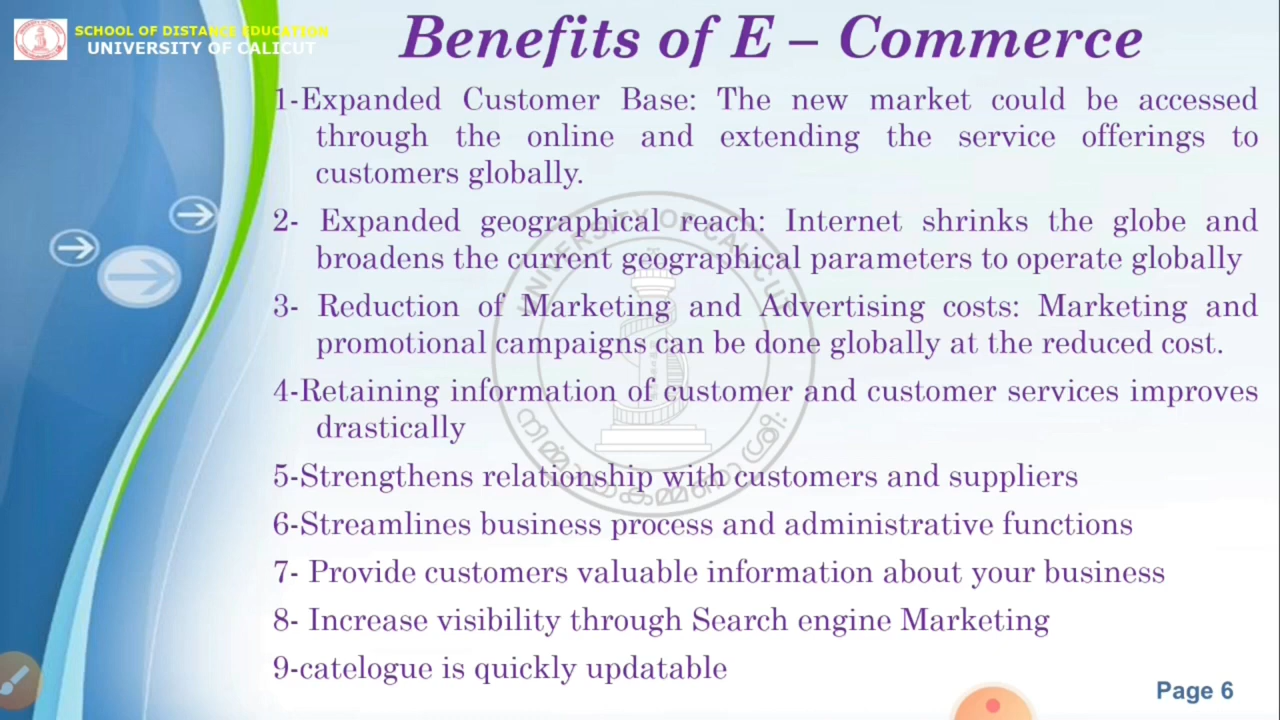 SCHOOL OF DISTANCE EDUCATION
UNIVERSITY OF CALICUT
Benefits of E – Commerce
1-Expanded Customer Base: The new market could be accessed
through the online and extending the service offerings to
customers globally.
2- Expanded geographical reach: Internet shrinks the globe and
broadens the current geographical parameters to operate globally
3- Reduction of Marketing and Advertising costs: Marketing and
promotional campaigns can be done globally at the reduced cost.
4-Retaining information of customer and customer services improves
drastically
5-Strengthens relationship with customers and suppliers
6-Streamlines business process and administrative functions
7- Provide customers valuable information about your business
8- Increase visibility through Search engine Marketing
9-catelogue is quickly updatable
UNIVERSITY OF CALICUT
Page 6